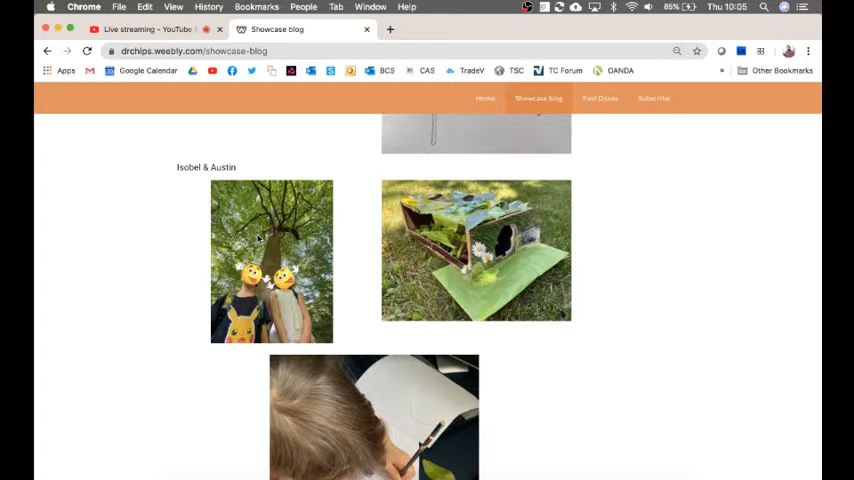 Chrome File Edit View History Bookmarks People Tab Window Help 85% Thu 10:05
Live streaming - YouTube Showcase blog
drchips.weebly.com/showcase-blog
Apps Google Calendar BCS CAS TradeV TSC TC Forum OANDA » Other Bookmarks
Home Showcase blog Past Doses Subscribe
Isobel & Austin